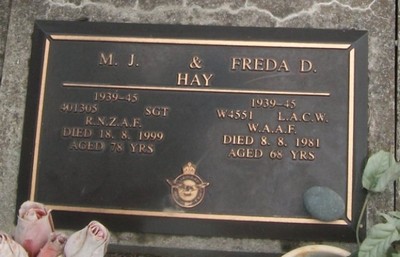 M. J. & FREDA D.
HAY
1939-45
401305 SGT
R.N.Z.A.F.
DIED 18. 8. 1999
AGED 78 YRS
1939-45
W4551 L.A.C.W.
W.A.A.F.
DIED 8. 8. 1981
AGED 68 YRS